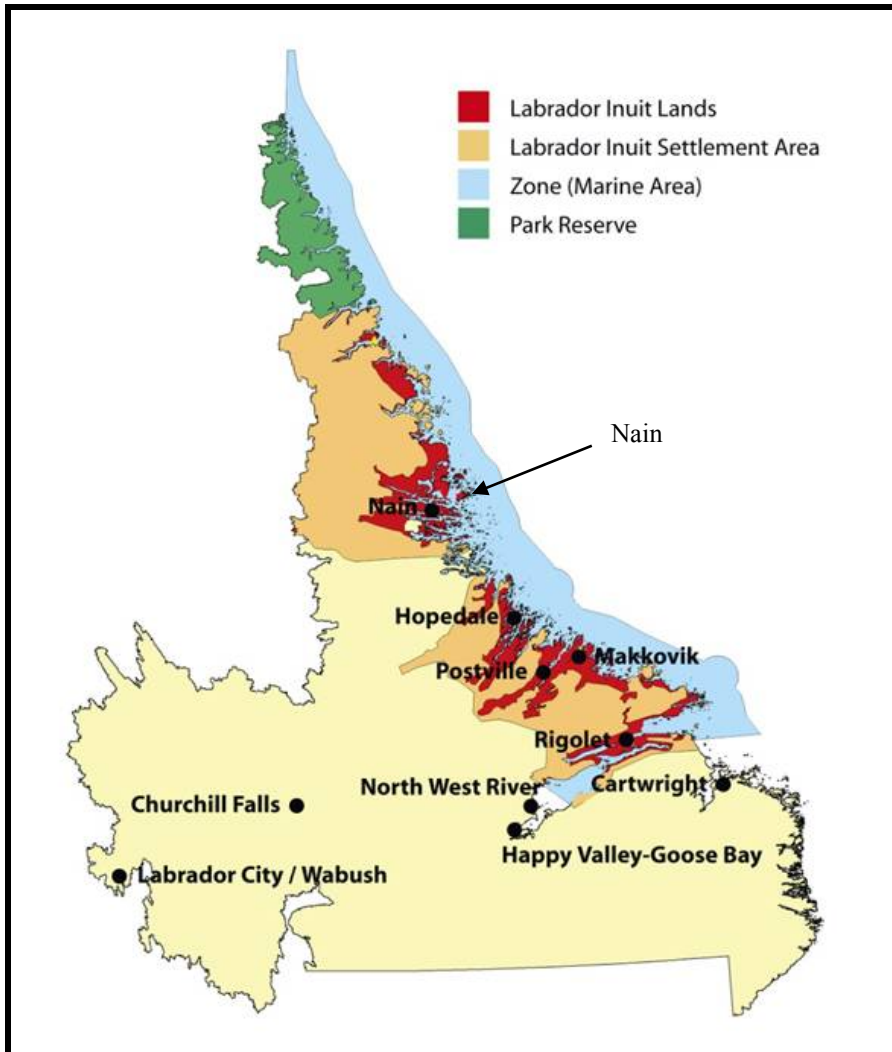 Labrador Inuit Lands
Labrador Inuit Settlement Area
Zone (Marine Area)
Park Reserve
Nain
Nain
Hopedale
Makkovik
Postville
Rigolet
North West River
Cartwright
Churchill Falls
Happy Valley-Goose Bay
Labrador City / Wabush